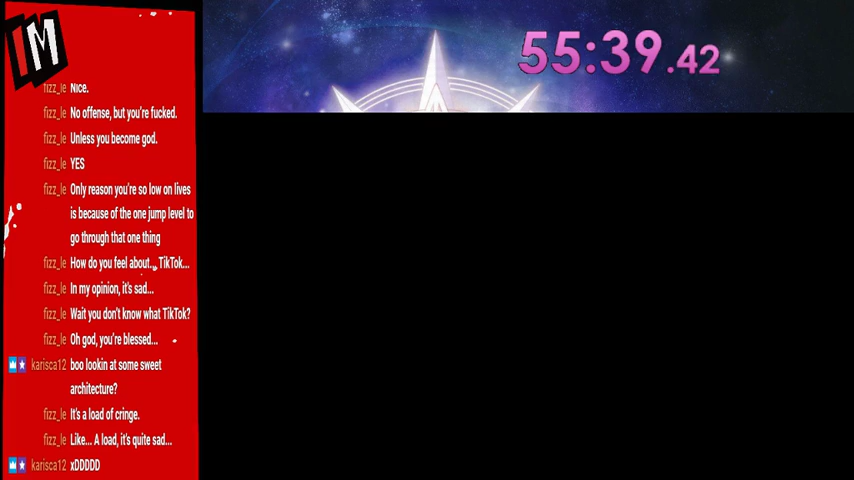 IM
55:39.42
fizz_le Nice.
fizz_le No offense, but you're fucked.
fizz_le Unless you become god.
fizz_le YES
fizz_le Only reason you're so low on lives
is because of the one jump level to
go through that one thing
fizz_le How do you feel about... TikTok...
fizz_le In my opinion, it's sad...
fizz_le Wait you don't know what TikTok?
fizz_le Oh god, you're blessed...
karisca12 boo lookin at some sweet
architecture?
fizz_le It's a load of cringe.
fizz_le Like... A load, it's quite sad...
karisca12 xDDDDD